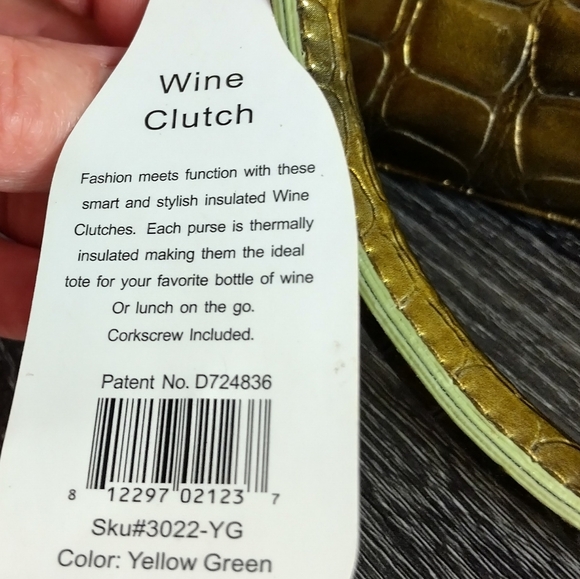 Wine
Clutch
Fashion meets function with these
smart and stylish insulated Wine
Clutches. Each purse is thermally
insulated making them the ideal
tote for your favorite bottle of wine
Or lunch on the go.
Corkscrew Included.
Patent No. D724836
8 12297 02123 7
Sku#3022-YG
Color: Yellow Green